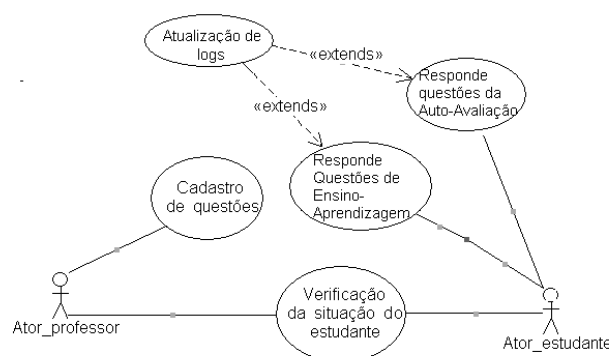 Atualização de
logs
«extends»
Responde
questões da
Auto-Avaliação
«extends»
Responde
Questões de
Ensino-
Aprendizagem
Cadastro
de questões
Verificação
da situação do
estudante
Ator_professor
Ator_estudante